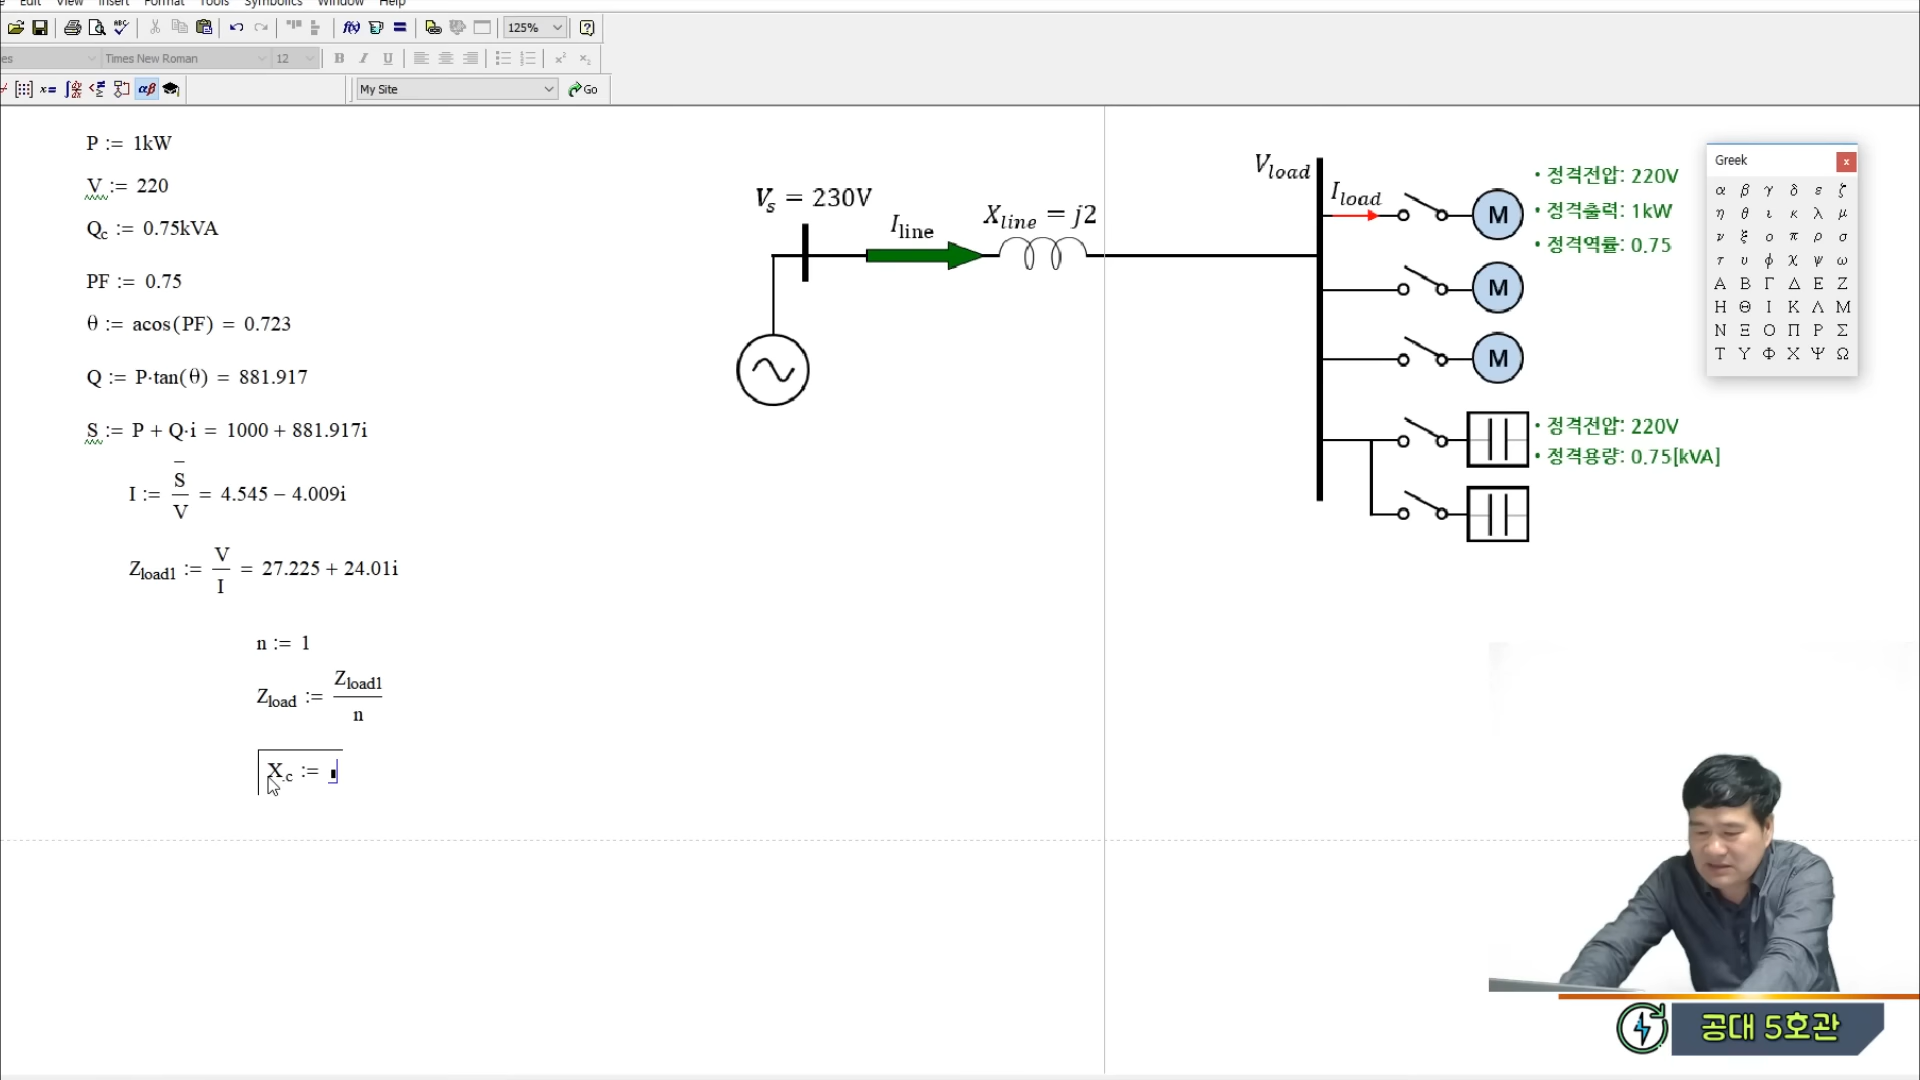 Edit View Insert Format Tools Symbolics Window Help
125%
Times New Roman 12 B I U
My Site Go
P := 1kW
V := 220
Qc := 0.75kVA
PF := 0.75
θ := acos(PF) = 0.723
Q := P·tan(θ) = 881.917
S := P + Q·i = 1000 + 881.917i
I := S̅/V = 4.545 − 4.009i
Zload1 := V/I = 27.225 + 24.01i
n := 1
Zload := Zload1/n
X.c :=
Vs = 230V
Iline
Xline = j2
Vload
Iload
M
• 정격전압: 220V
• 정격출력: 1kW
• 정격역률: 0.75
M
M
• 정격전압: 220V
• 정격용량: 0.75[kVA]
Greek
α β γ δ ε ζ
η θ ι κ λ μ
ν ξ ο π ρ σ
τ υ ϕ χ ψ ω
Α Β Γ Δ Ε Ζ
Η Θ Ι Κ Λ Μ
Ν Ξ Ο Π Ρ Σ
Τ Υ Φ Χ Ψ Ω
공대 5호관